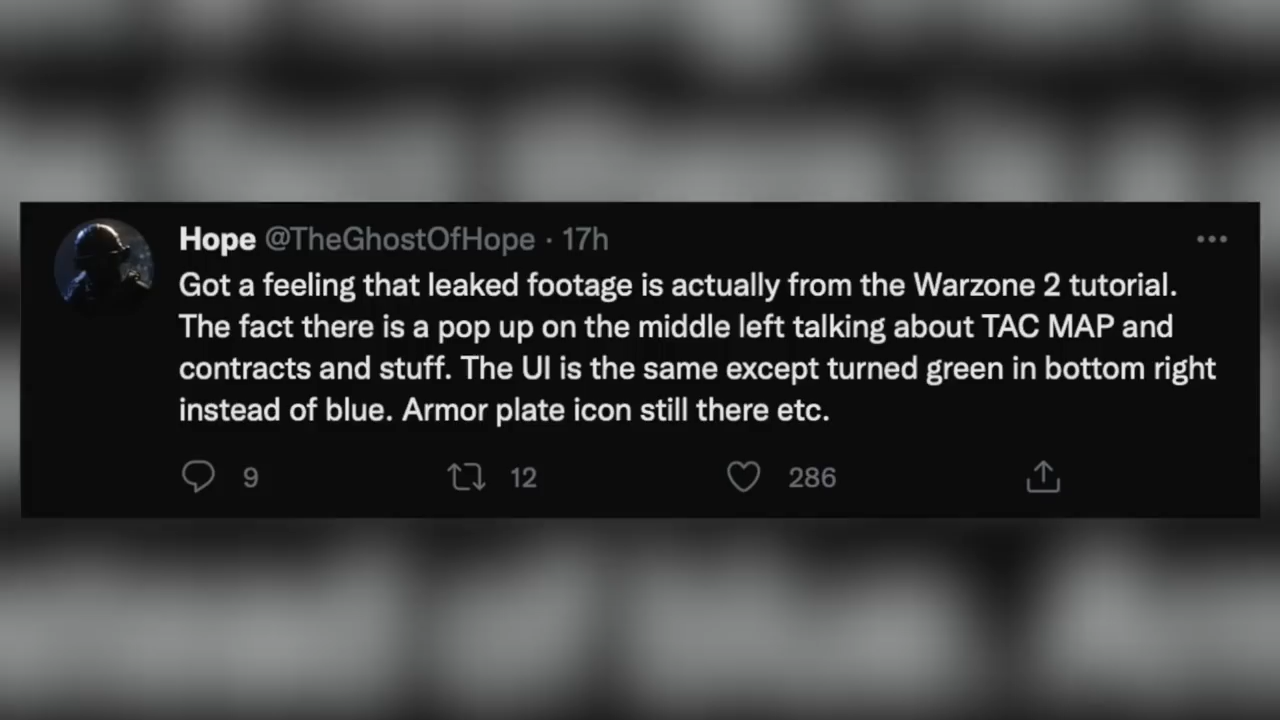 Hope @TheGhostOfHope · 17h
Got a feeling that leaked footage is actually from the Warzone 2 tutorial.
The fact there is a pop up on the middle left talking about TAC MAP and
contracts and stuff. The UI is the same except turned green in bottom right
instead of blue. Armor plate icon still there etc.
9 12 286